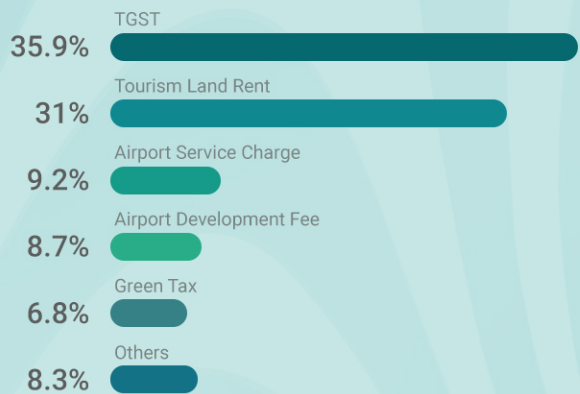 TGST
35.9%
Tourism Land Rent
31%
Airport Service Charge
9.2%
Airport Development Fee
8.7%
Green Tax
6.8%
Others
8.3%